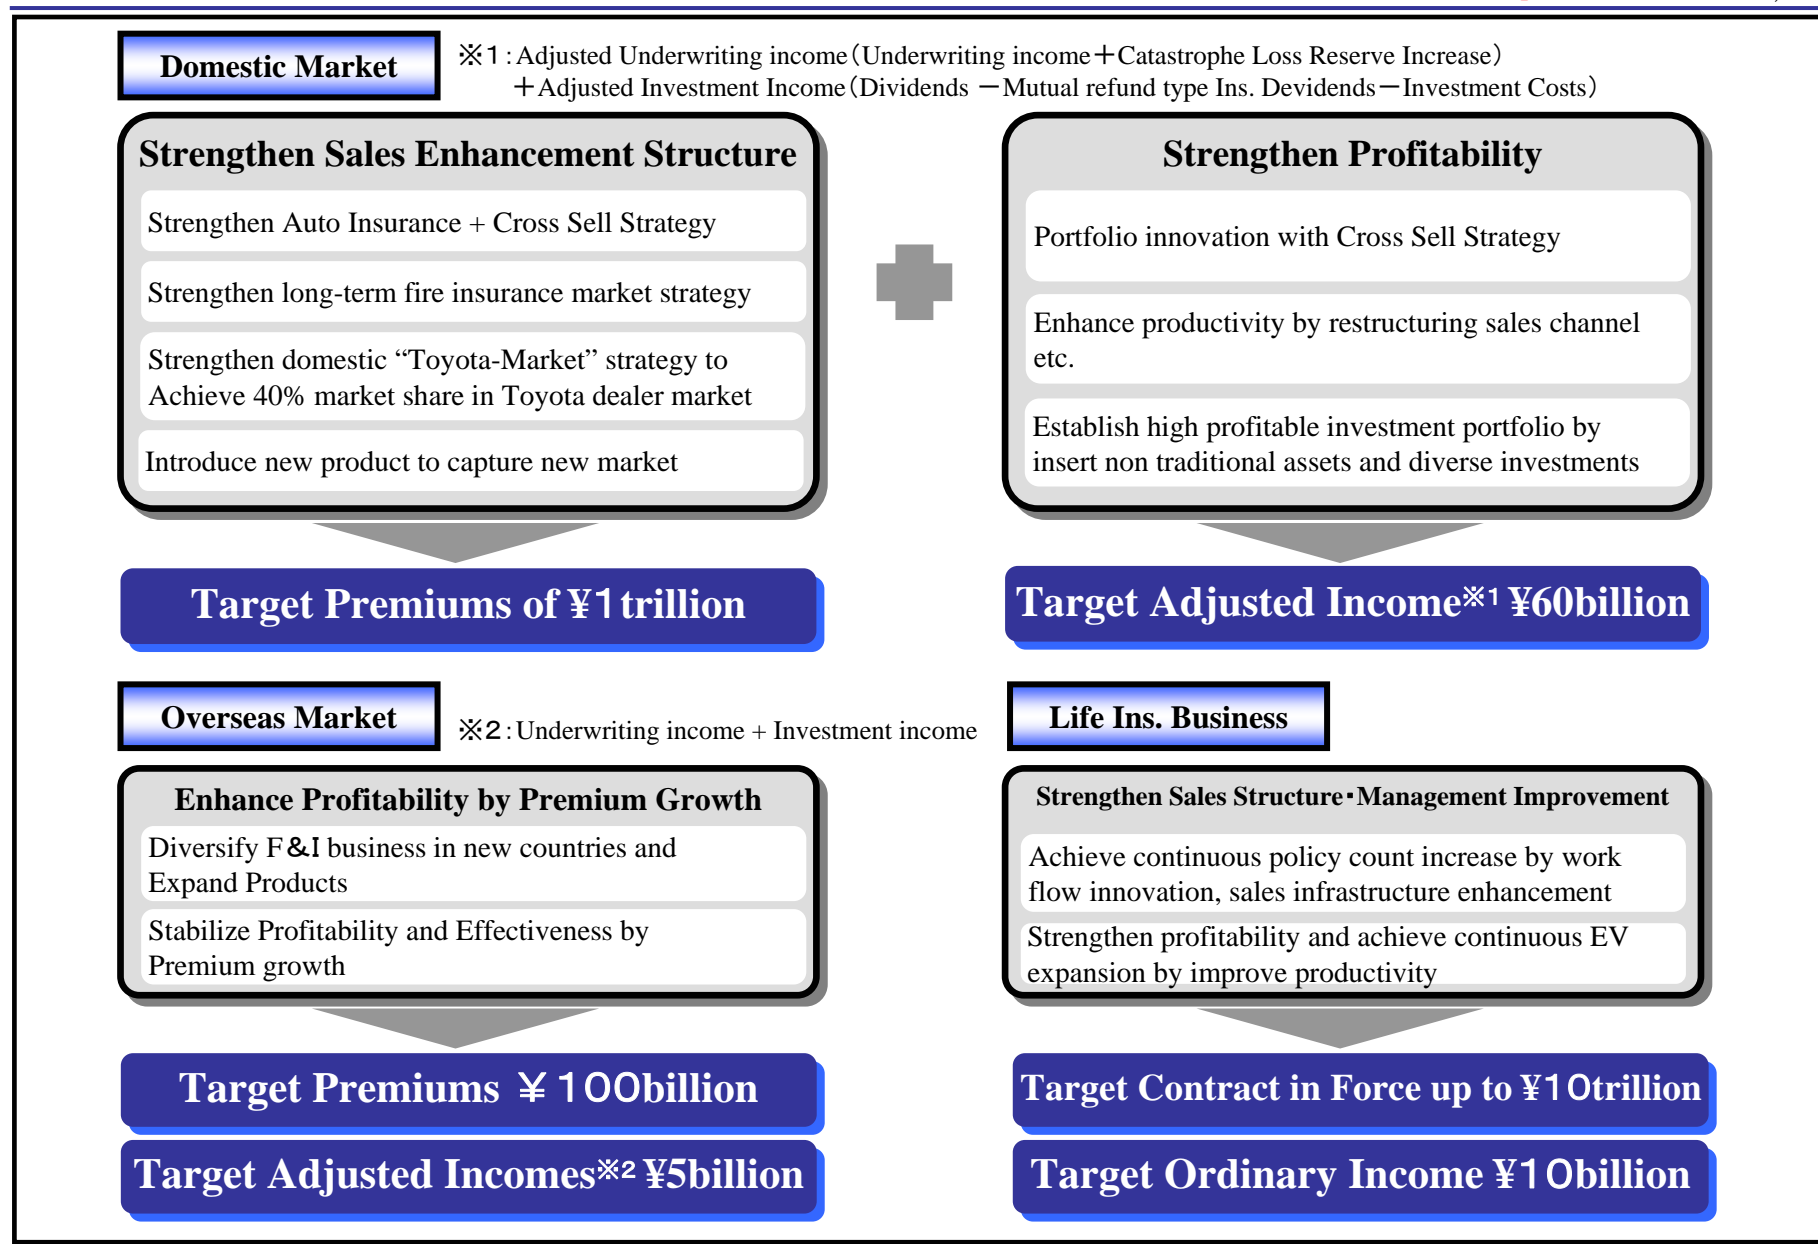 Domestic Market
※１：Adjusted Underwriting income（Underwriting income＋Catastrophe Loss Reserve Increase）
＋Adjusted Investment Income（Dividends －Mutual refund type Ins. Devidends－Investment Costs）
Strengthen Sales Enhancement Structure
Strengthen Auto Insurance + Cross Sell Strategy
Strengthen long-term fire insurance market strategy
Strengthen domestic “Toyota-Market” strategy to
Achieve 40% market share in Toyota dealer market
Introduce new product to capture new market
Target Premiums of ¥１trillion
Strengthen Profitability
Portfolio innovation with Cross Sell Strategy
Enhance productivity by restructuring sales channel
etc.
Establish high profitable investment portfolio by
insert non traditional assets and diverse investments
Target Adjusted Income※１ ¥60billion
Overseas Market
※２：Underwriting income + Investment income
Enhance Profitability by Premium Growth
Diversify F＆I business in new countries and
Expand Products
Stabilize Profitability and Effectiveness by
Premium growth
Target Premiums ￥１００billion
Target Adjusted Incomes※２ ¥5billion
Life Ins. Business
Strengthen Sales Structure・Management Improvement
Achieve continuous policy count increase by work
flow innovation, sales infrastructure enhancement
Strengthen profitability and achieve continuous EV
expansion by improve productivity
Target Contract in Force up to ¥１０trillion
Target Ordinary Income ¥１０billion